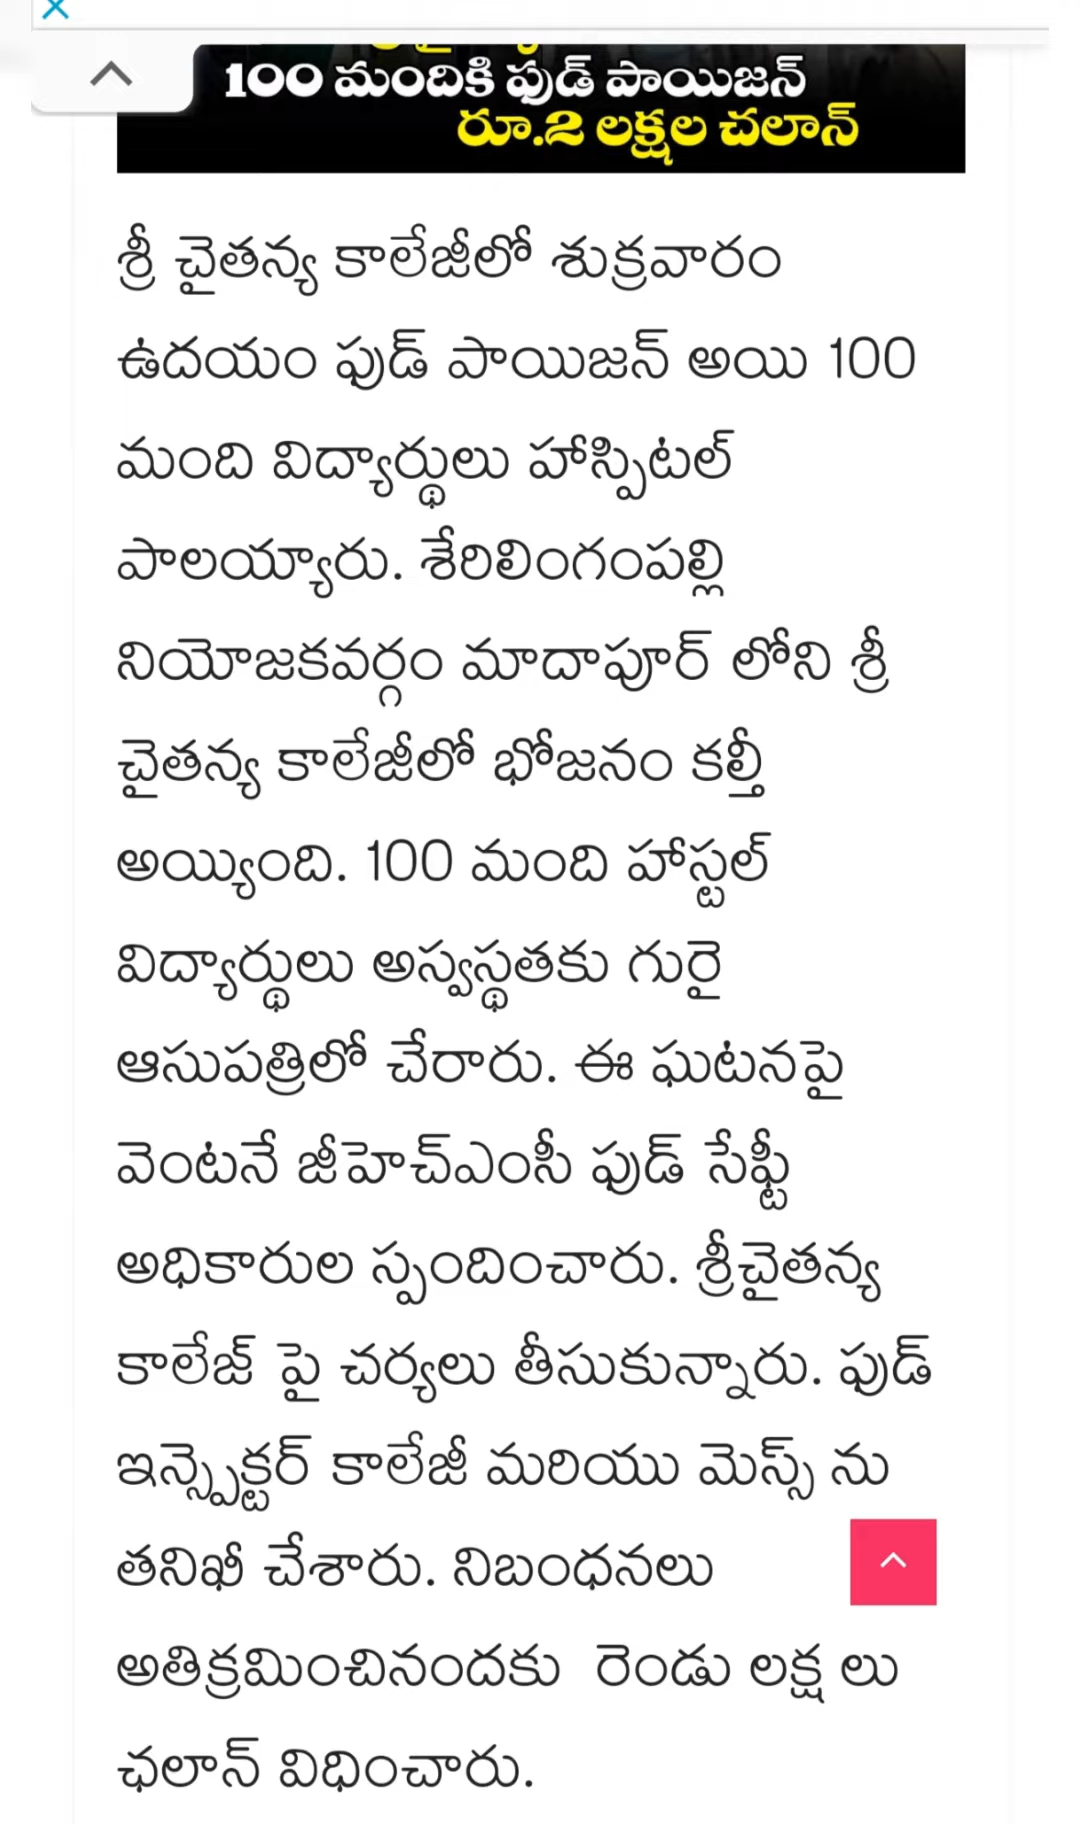 100 మందికి ఫుడ్ పాయిజన్
రూ.2 లక్షల చలాన్
శ్రీ చైతన్య కాలేజీలో శుక్రవారం
ఉదయం ఫుడ్ పాయిజన్ అయి 100
మంది విద్యార్థులు హాస్పిటల్
పాలయ్యారు. శేరిలింగంపల్లి
నియోజకవర్గం మాదాపూర్ లోని శ్రీ
చైతన్య కాలేజీలో భోజనం కల్తీ
అయ్యింది. 100 మంది హాస్టల్
విద్యార్థులు అస్వస్థతకు గురై
ఆసుపత్రిలో చేరారు. ఈ ఘటనపై
వెంటనే జీహెచ్ఎంసీ ఫుడ్ సేఫ్టీ
అధికారుల స్పందించారు. శ్రీచైతన్య
కాలేజ్ పై చర్యలు తీసుకున్నారు. ఫుడ్
ఇన్స్పెక్టర్ కాలేజీ మరియు మెస్స్ ను
తనిఖీ చేశారు. నిబంధనలు
అతిక్రమించినందకు రెండు లక్ష లు
ఛలాన్ విధించారు.